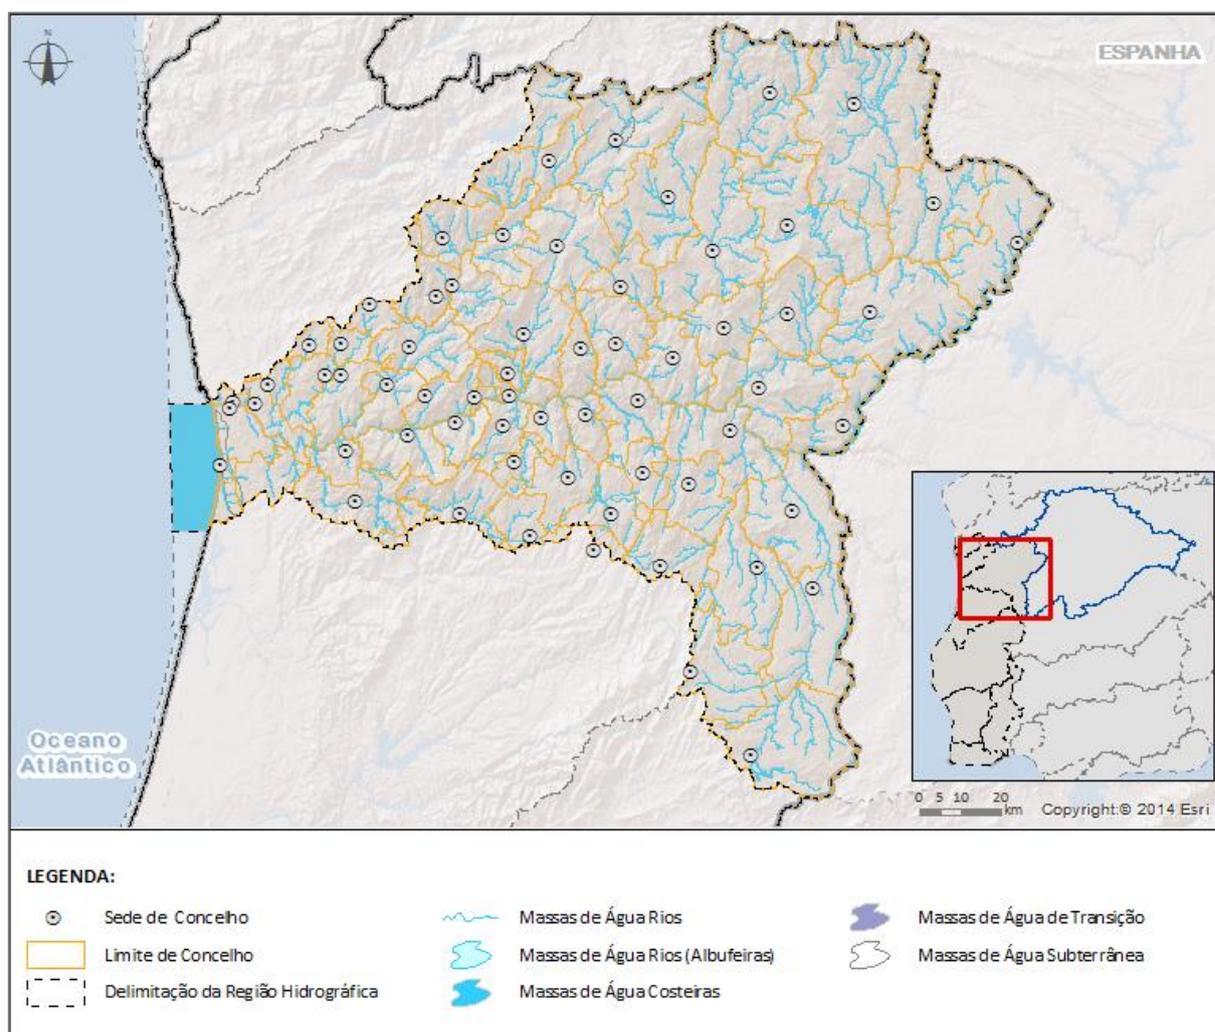 N
ESPANHA
Oceano
Atlântico
0 5 10 20
km
Copyright:© 2014 Esri
LEGENDA:
Sede de Concelho
Limite de Concelho
Delimitação da Região Hidrográfica
Massas de Água Rios
Massas de Água Rios (Albufeiras)
Massas de Água Costeiras
Massas de Água de Transição
Massas de Água Subterrânea